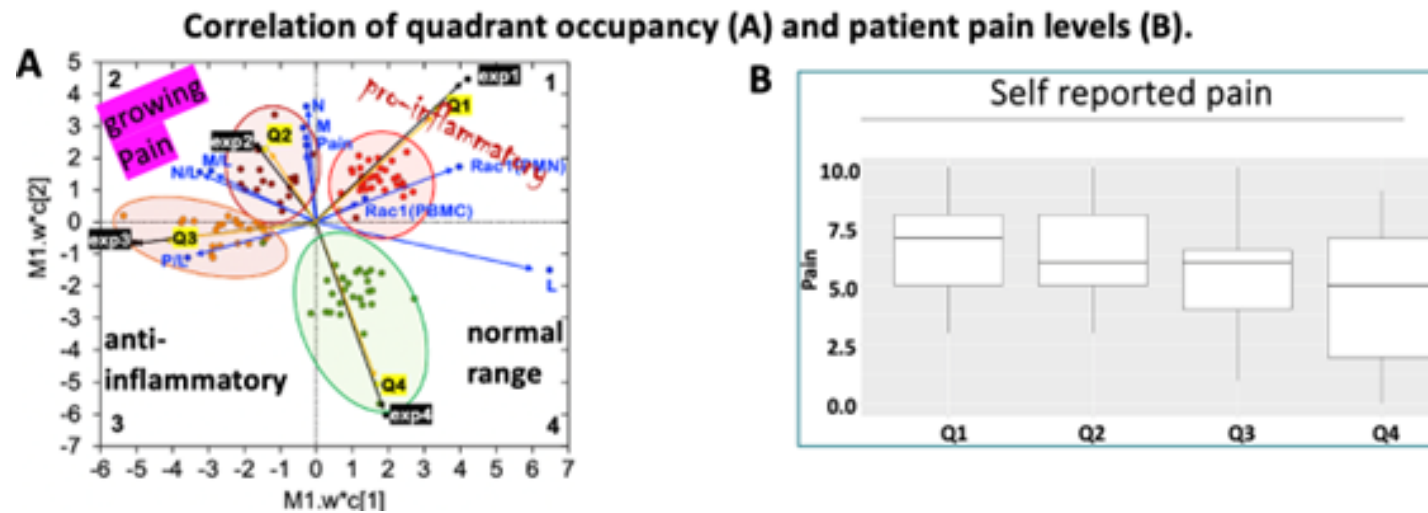 Correlation of quadrant occupancy (A) and patient pain levels (B).
A
5
4
3
2
1
0
-1
-2
-3
-4
-5
-6
-7
M1.w*c[2]
2
growing
Pain
exp2
Q2
M/L
N/L
N
M
Pain
pro-inflammatory
exp1
Q1
1
Rac1(PMN)
Rac1(PBMC)
exp3
Q3
P/L
L
anti-
inflammatory
normal
range
Q4
exp4
3
4
-6 -5 -4 -3 -2 -1 0 1 2 3 4 5 6 7
M1.w*c[1]
B
Self reported pain
Pain
10.0
7.5
5.0
2.5
0.0
Q1 Q2 Q3 Q4